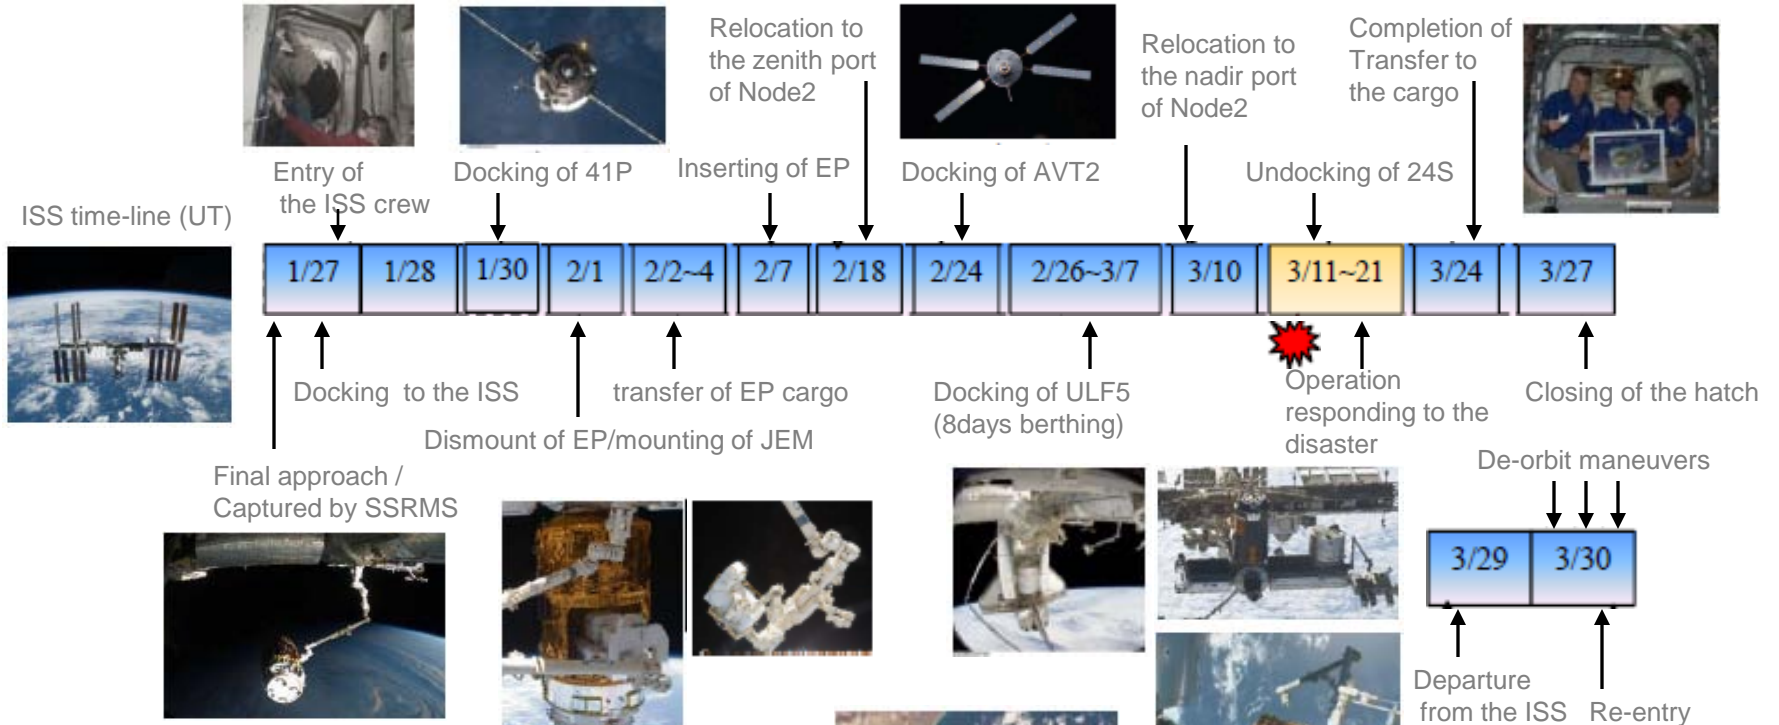 Relocation to
the zenith port
of Node2
Relocation to
the nadir port
of Node2
Completion of
Transfer to
the cargo
Entry of
the ISS crew
Docking of 41P
Inserting of EP
Docking of AVT2
Undocking of 24S
ISS time-line (UT)
1/27 1/28 1/30 2/1 2/2~4 2/7 2/18 2/24 2/26~3/7 3/10 3/11~21 3/24 3/27
Docking to the ISS
transfer of EP cargo
Docking of ULF5
(8days berthing)
Operation
responding to the
disaster
Closing of the hatch
Dismount of EP/mounting of JEM
Final approach /
Captured by SSRMS
De-orbit maneuvers
3/29 3/30
Departure
from the ISS
Re-entry